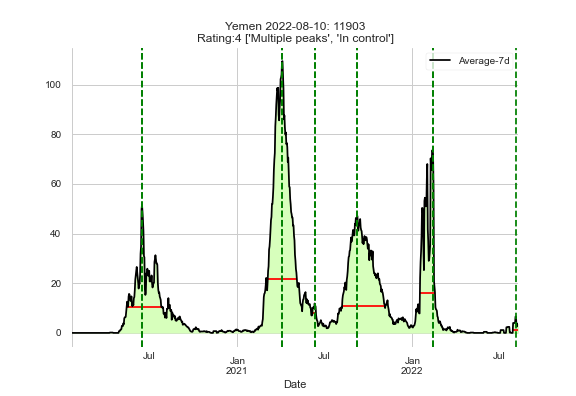 Yemen 2022-08-10: 11903
Rating:4 ['Multiple peaks', 'In control']
Average-7d
100
80
60
40
20
0
Jul
Jan
2021
Jul
Jan
2022
Jul
Date